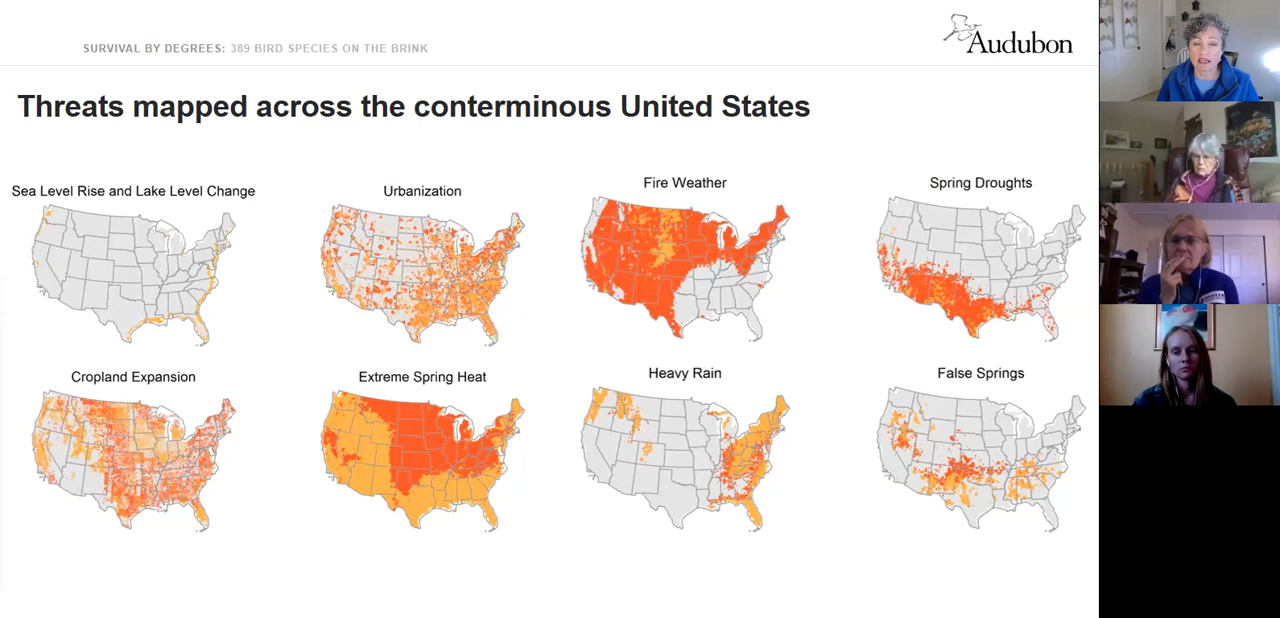 SURVIVAL BY DEGREES: 389 BIRD SPECIES ON THE BRINK
Audubon
Threats mapped across the conterminous United States
Sea Level Rise and Lake Level Change
Urbanization
Fire Weather
Spring Droughts
Cropland Expansion
Extreme Spring Heat
Heavy Rain
False Springs